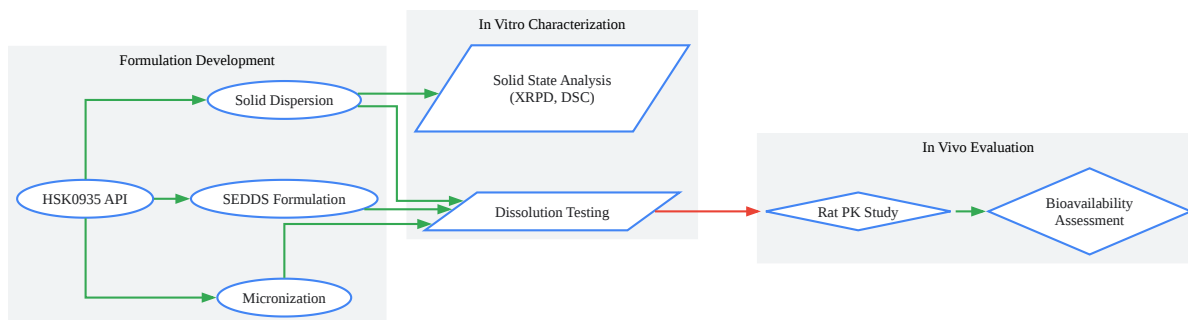 Formulation Development
HSK0935 API
Solid Dispersion
SEDDS Formulation
Micronization
In Vitro Characterization
Solid State Analysis
(XRPD, DSC)
Dissolution Testing
In Vivo Evaluation
Rat PK Study
Bioavailability
Assessment